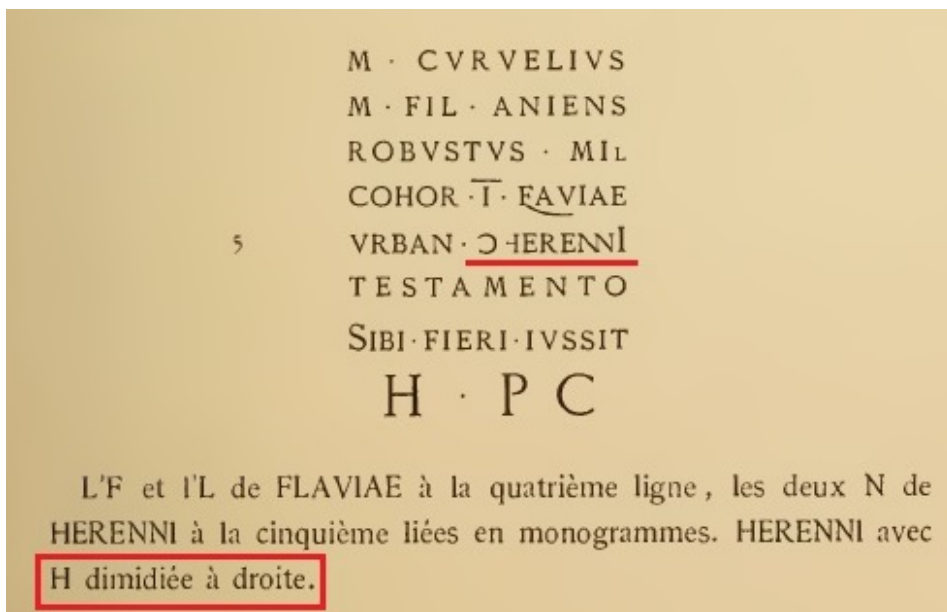 M · CVRVELIVS
M · FIL · ANIENS
ROBVSTVS · MIL
COHOR · Ī · FAVIAE
5 VRBAN · Ↄ ꟵERENNI
TESTAMENTO
SIBI · FIERI · IVSSIT
H · P C
L'F et l'L de FLAVIAE à la quatrième ligne, les deux N de
HERENNI à la cinquième liées en monogrammes. HERENNI avec
H dimidiée à droite.